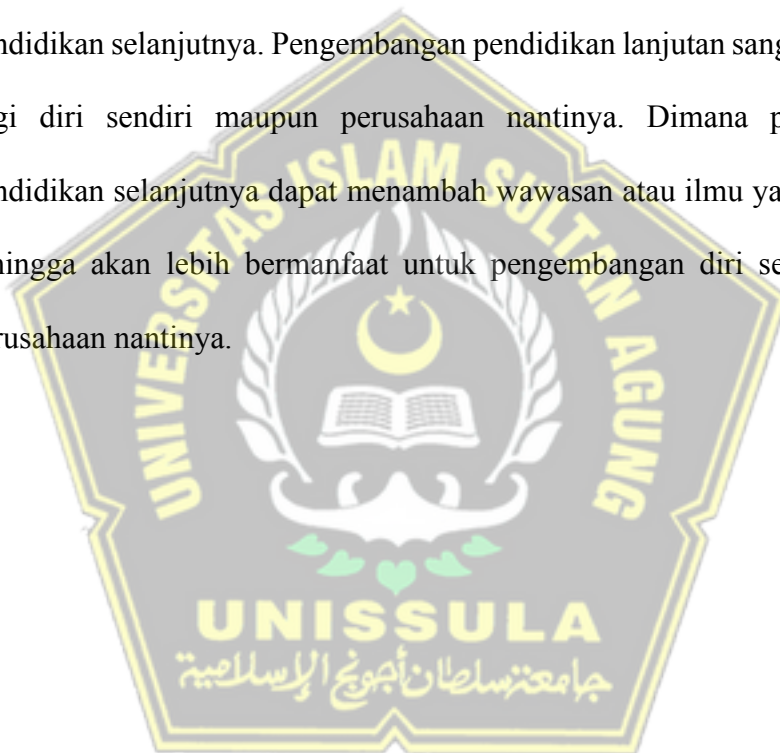 ndidikan selanjutnya. Pengembangan pendidikan lanjutan sang
gi diri sendiri maupun perusahaan nantinya. Dimana p
ndidikan selanjutnya dapat menambah wawasan atau ilmu ya
hingga akan lebih bermanfaat untuk pengembangan diri se
rusahaan nantinya.
UNIVERSITAS ISLAM SULTAN AGUNG
UNISSULA
جامعة سلطان أجونج الإسلامية